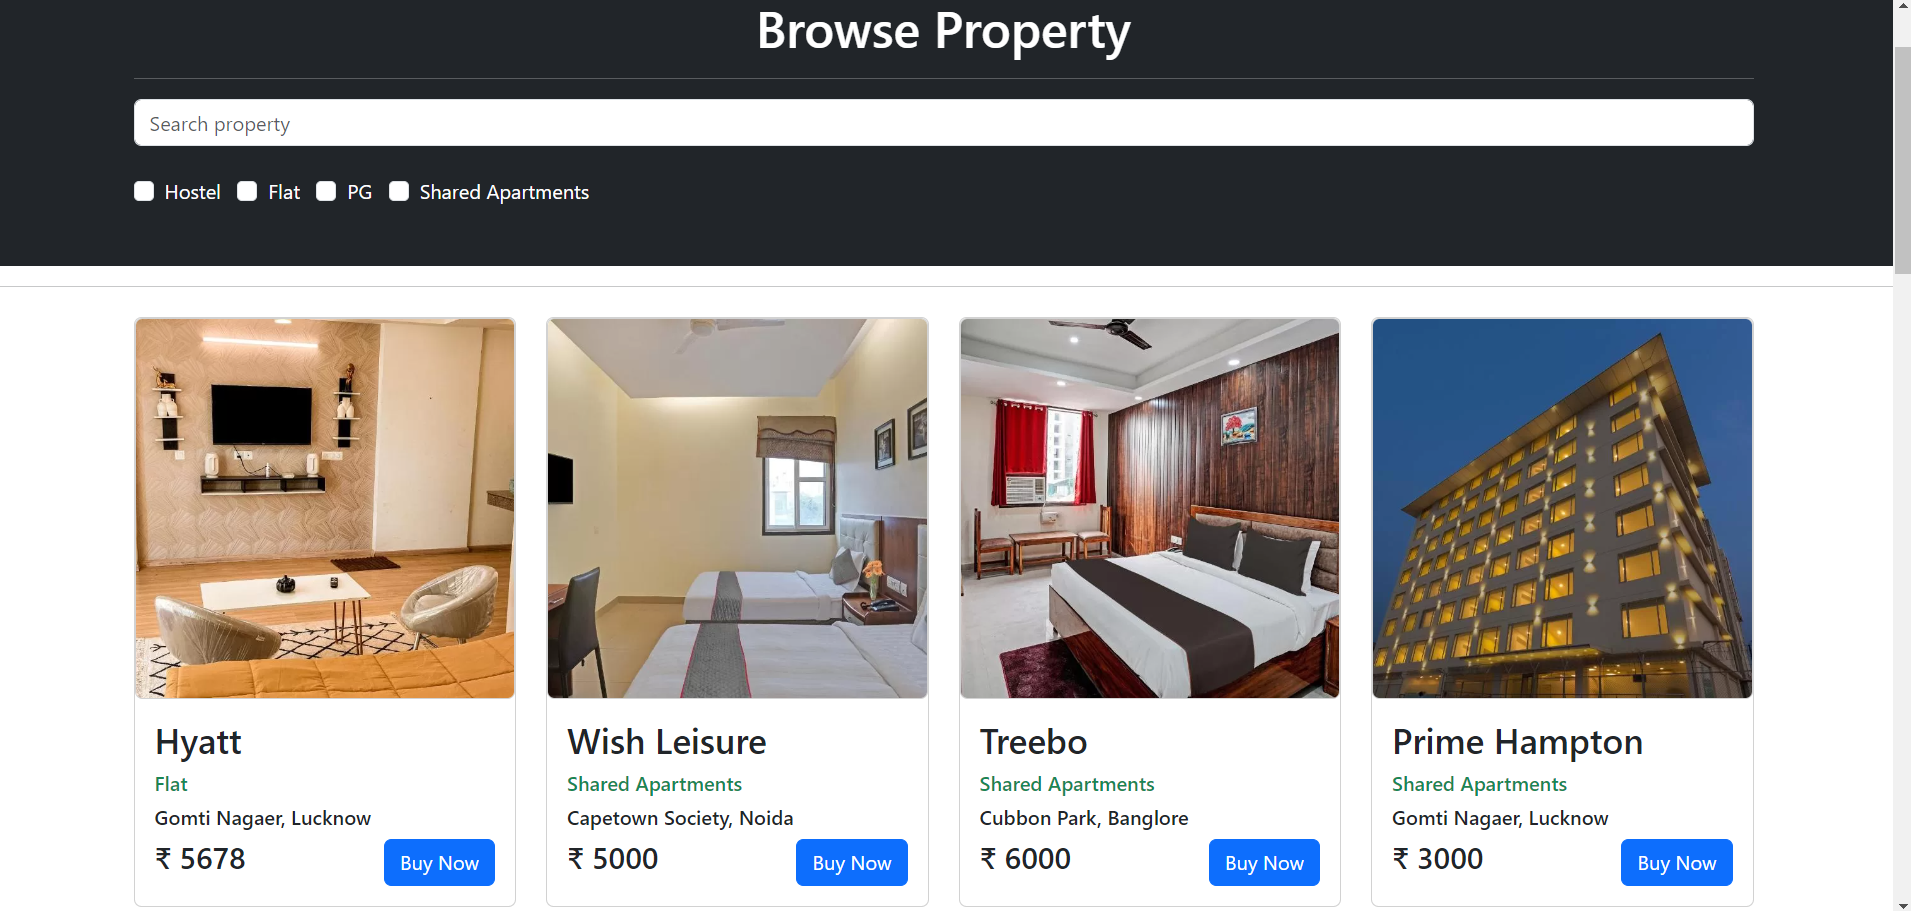 Browse Property
Search property
Hostel Flat PG Shared Apartments
Hyatt
Flat
Gomti Nagaer, Lucknow
₹ 5678
Buy Now
Wish Leisure
Shared Apartments
Capetown Society, Noida
₹ 5000
Buy Now
Treebo
Shared Apartments
Cubbon Park, Banglore
₹ 6000
Buy Now
Prime Hampton
Shared Apartments
Gomti Nagaer, Lucknow
₹ 3000
Buy Now